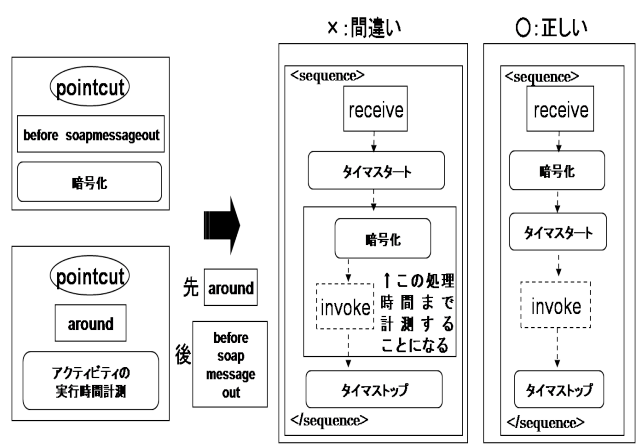 pointcut
before soapmessageout
暗号化
pointcut
around
アクティビティの
実行時間計測
先
around
後
before
soap
message
out
×:間違い
<sequence>
receive
タイマスタート
暗号化
invoke
↑この処理
時間まで
計測する
ことになる
タイマストップ
</sequence>
○:正しい
<sequence>
receive
暗号化
タイマスタート
invoke
タイマストップ
</sequence>